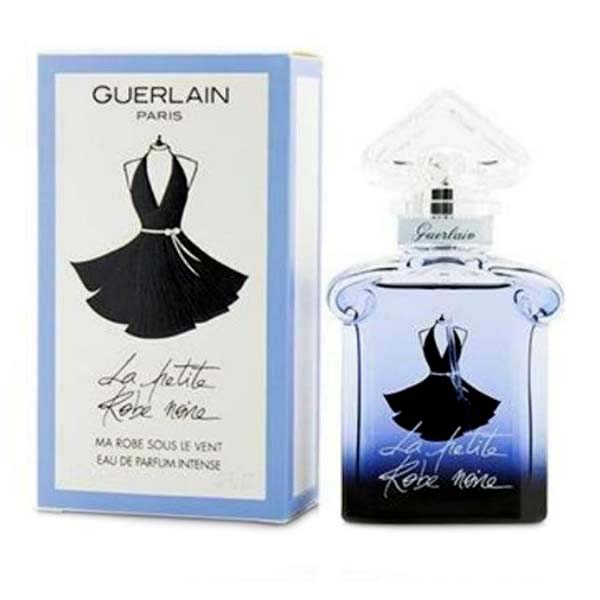 GUERLAIN
PARIS
La petite
Robe noire
MA ROBE SOUS LE VENT
EAU DE PARFUM INTENSE
Guerlain
La petite
Robe noire